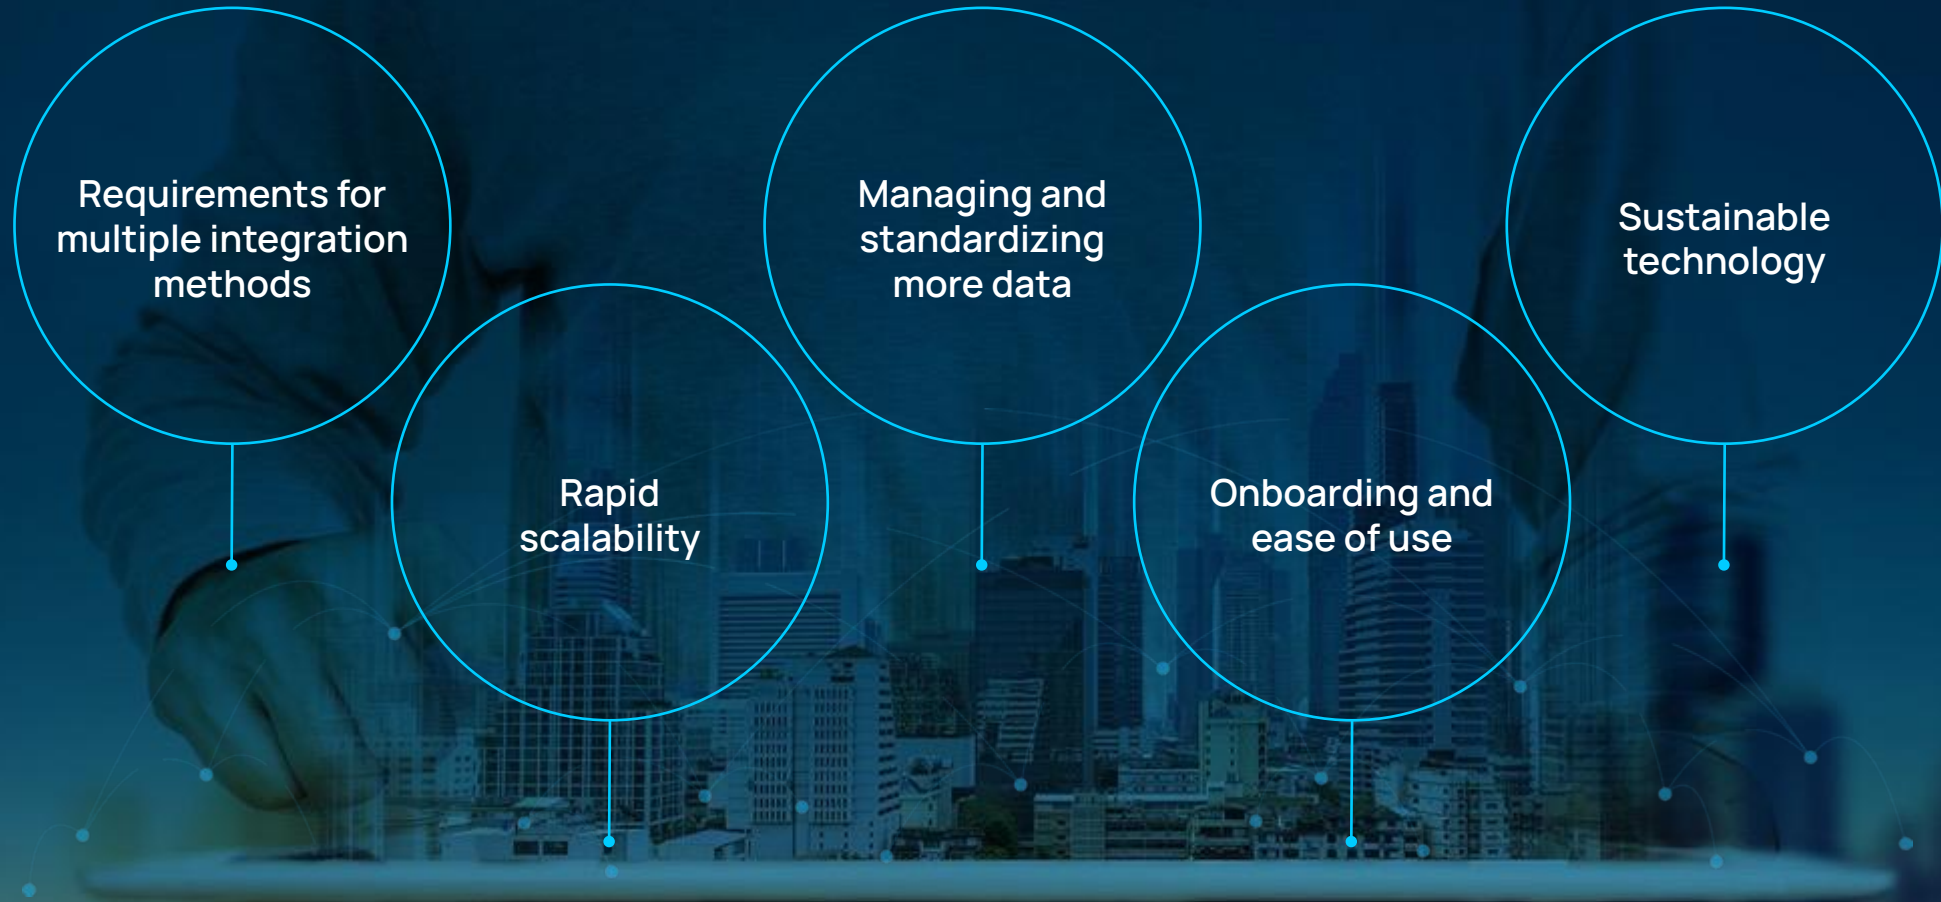 Requirements for
multiple integration
methods
Rapid
scalability
Managing and
standardizing
more data
Onboarding and
ease of use
Sustainable
technology